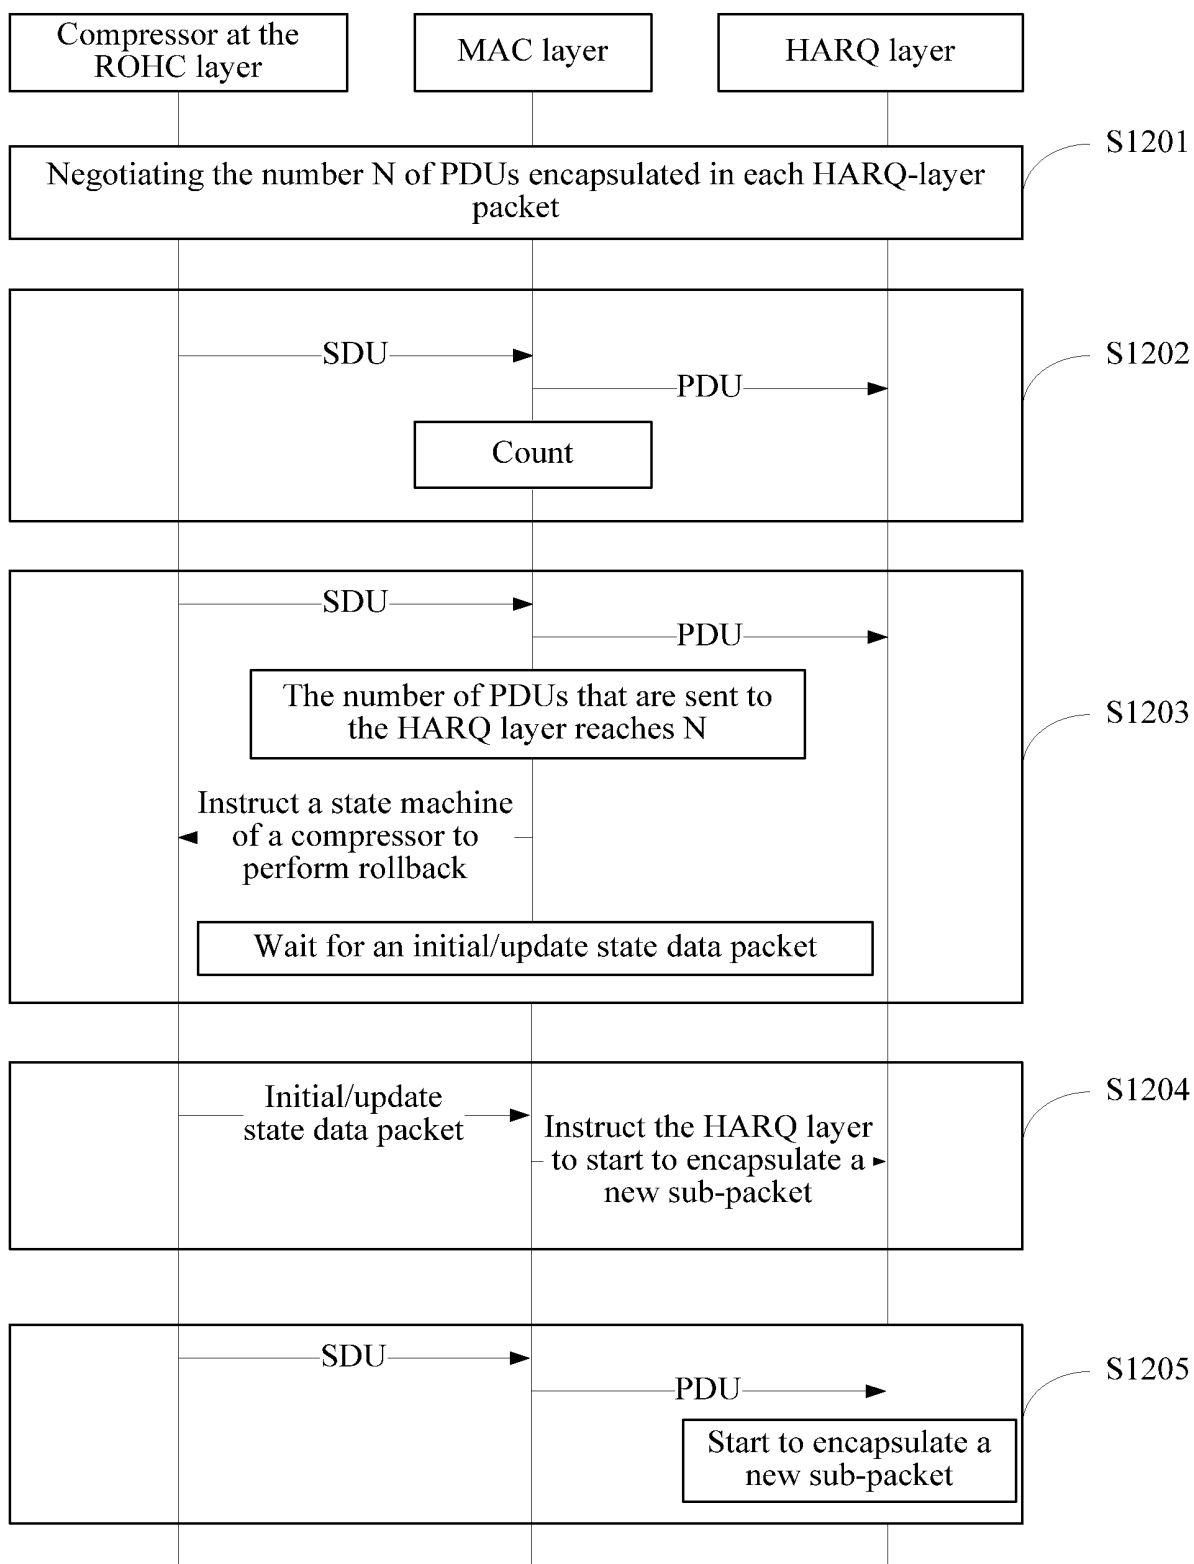 Compressor at the
ROHC layer
MAC layer
HARQ layer
S1201
Negotiating the number N of PDUs encapsulated in each HARQ-layer
packet
SDU
S1202
PDU
Count
SDU
PDU
The number of PDUs that are sent to
the HARQ layer reaches N
S1203
Instruct a state machine
of a compressor to
perform rollback
Wait for an initial/update state data packet
S1204
Initial/update
state data packet
Instruct the HARQ layer
to start to encapsulate a
new sub-packet
SDU
S1205
PDU
Start to encapsulate a
new sub-packet